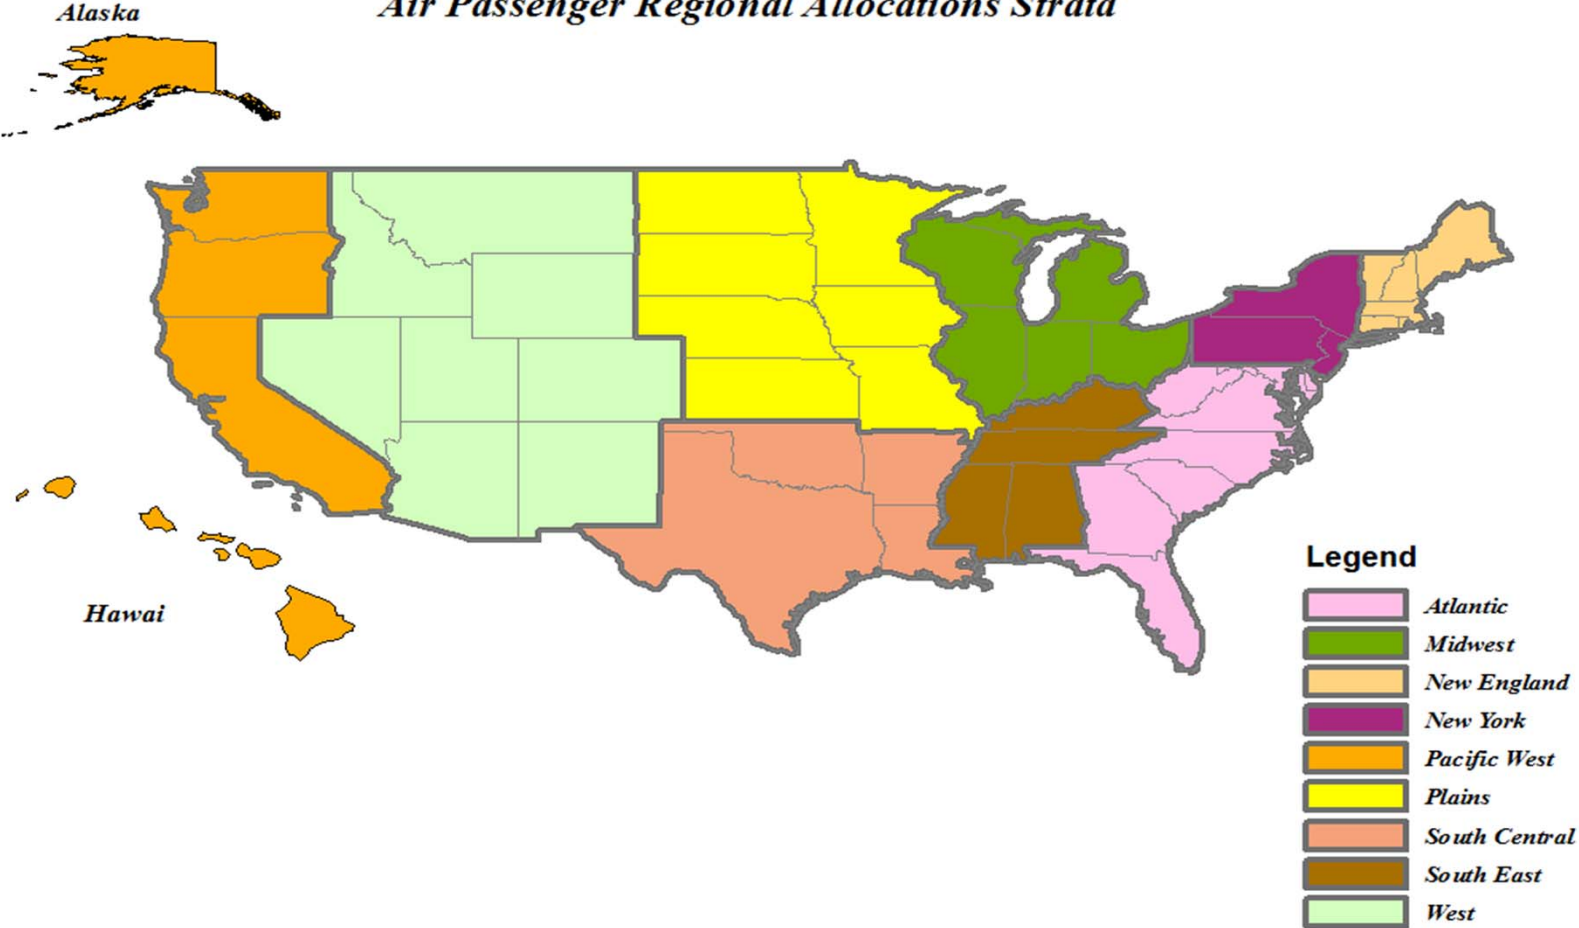 Air Passenger Regional Allocations Strata
Alaska
Hawai
Legend
Atlantic
Midwest
New England
New York
Pacific West
Plains
South Central
South East
West